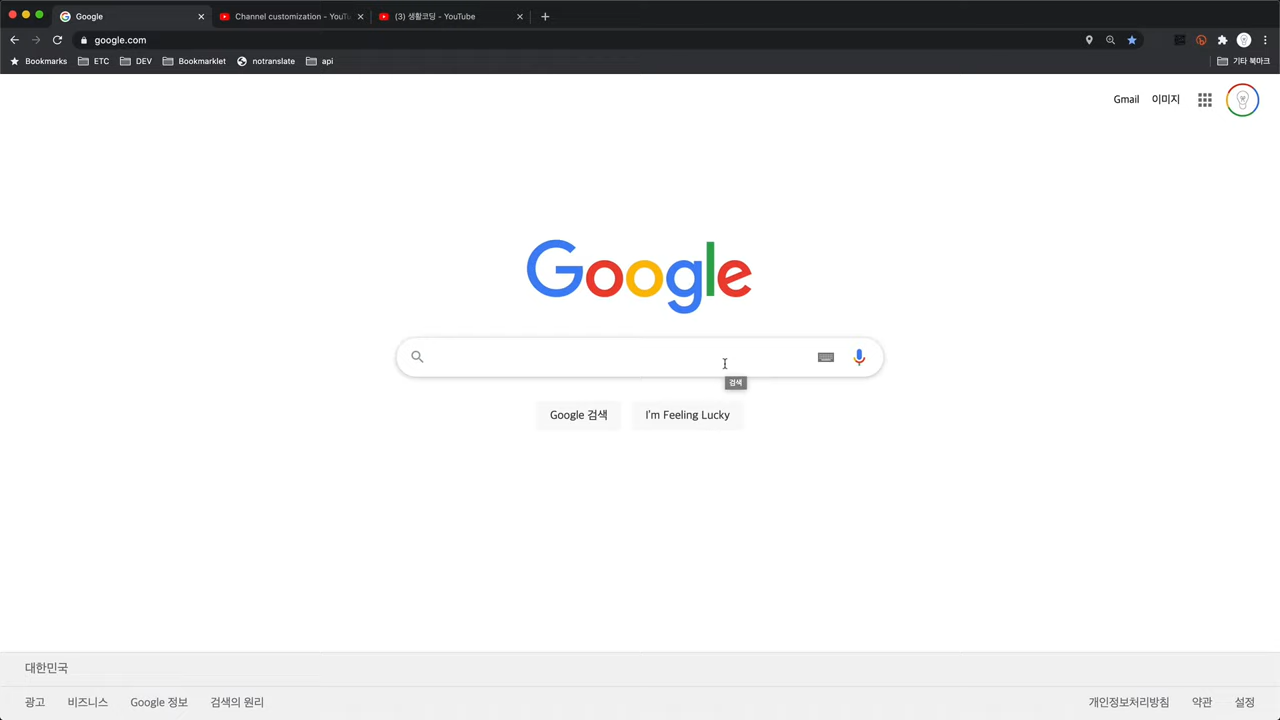 Google
Channel customization - YouTu
(3) 생활코딩 - YouTube
google.com
Bookmarks
ETC
DEV
Bookmarklet
notranslate
api
기타 북마크
Gmail
이미지
Google
검색
Google 검색
I'm Feeling Lucky
대한민국
광고
비즈니스
Google 정보
검색의 원리
개인정보처리방침
약관
설정